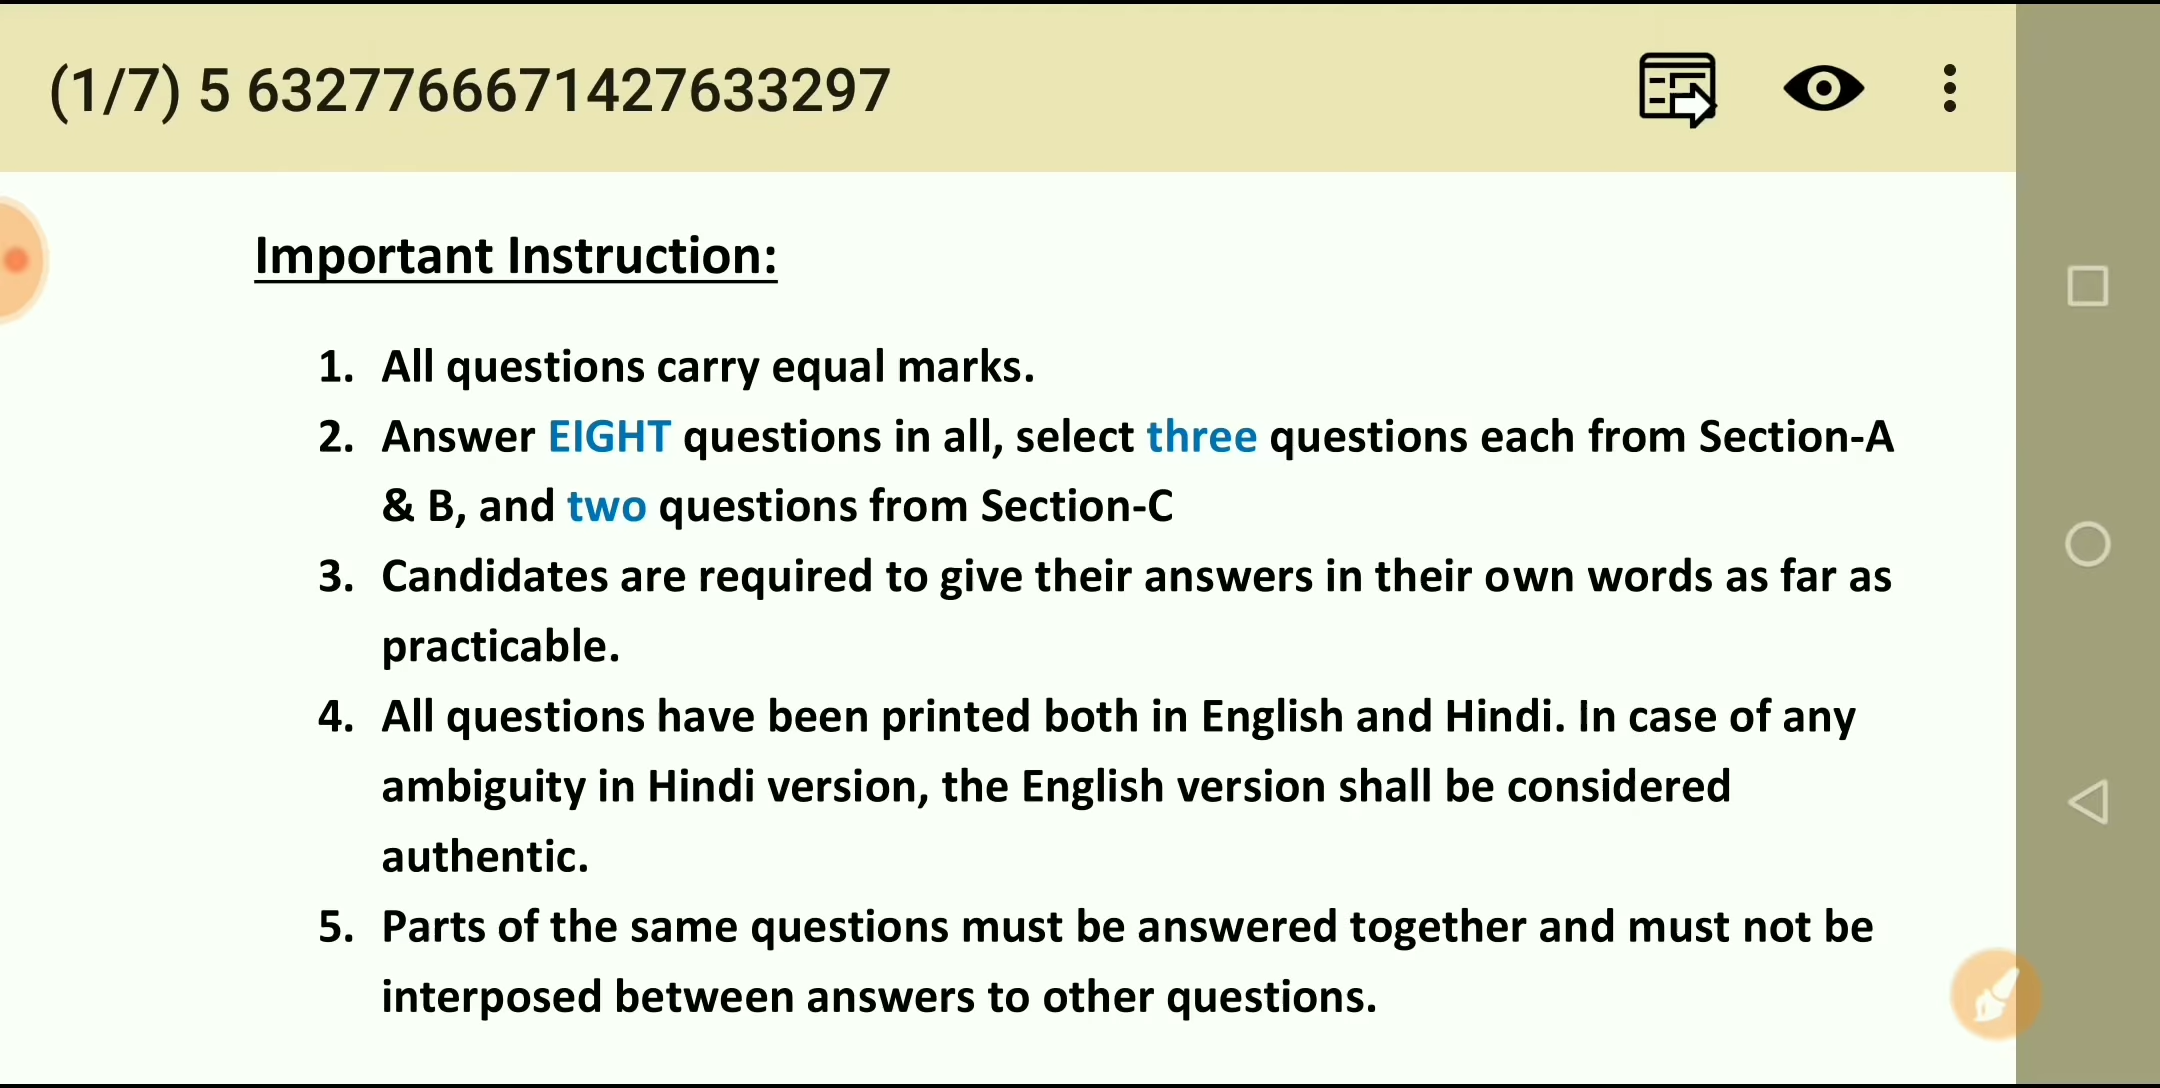 (1/7) 5 6327766671427633297
Important Instruction:
1. All questions carry equal marks.
2. Answer EIGHT questions in all, select three questions each from Section-A
& B, and two questions from Section-C
3. Candidates are required to give their answers in their own words as far as
practicable.
4. All questions have been printed both in English and Hindi. In case of any
ambiguity in Hindi version, the English version shall be considered
authentic.
5. Parts of the same questions must be answered together and must not be
interposed between answers to other questions.